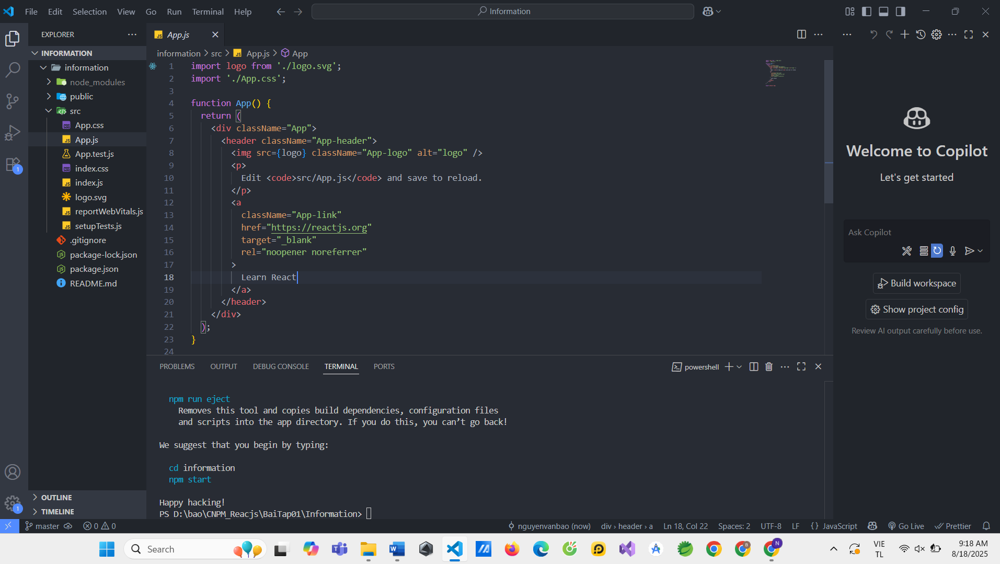 File Edit Selection View Go Run Terminal Help
Information
EXPLORER
INFORMATION
information
node_modules
public
src
App.css
App.js
App.test.js
index.css
index.js
logo.svg
reportWebVitals.js
setupTests.js
.gitignore
package-lock.json
package.json
README.md
OUTLINE
TIMELINE
1
1
App.js
information > src > JS App.js > App
1 import logo from './logo.svg';
2 import './App.css';
3
4 function App() {
5 return (
6 <div className="App">
7 <header className="App-header">
8 <img src={logo} className="App-logo" alt="logo" />
9 <p>
10 Edit <code>src/App.js</code> and save to reload.
11 </p>
12 <a
13 className="App-link"
14 href="https://reactjs.org"
15 target="_blank"
16 rel="noopener noreferrer"
17 >
18 Learn React
19 </a>
20 </header>
21 </div>
22 );
23 }
24
PROBLEMS OUTPUT DEBUG CONSOLE TERMINAL PORTS
powershell
npm run eject
Removes this tool and copies build dependencies, configuration files
and scripts into the app directory. If you do this, you can’t go back!
We suggest that you begin by typing:
cd information
npm start
Happy hacking!
PS D:\bao\CNPM_Reacjs\BaiTap01\Information>
Welcome to Copilot
Let's get started
Ask Copilot
Build workspace
Show project config
Review AI output carefully before use.
master 0 0
nguyenvanbao (now) div › header › a Ln 18, Col 22 Spaces: 2 UTF-8 LF {} JavaScript Go Live Prettier
Search
VIE
TL
9:18 AM
8/18/2025